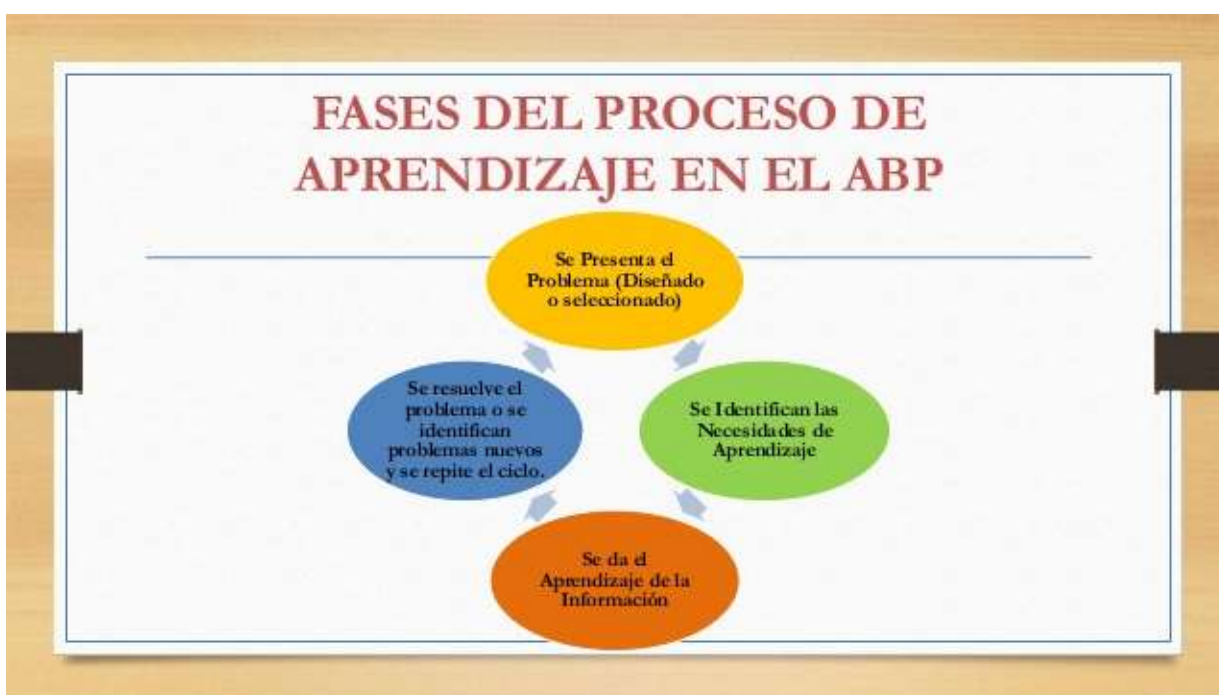 FASES DEL PROCESO DE
APRENDIZAJE EN EL ABP
Se Presenta el
Problema (Diseñado
o seleccionado)
Se Identifican las
Necesidades de
Aprendizaje
Se da el
Aprendizaje de la
Información
Se resuelve el
problema o se
identifican
problemas nuevos
y se repite el ciclo.